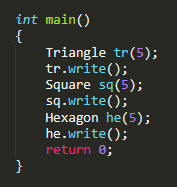 int main()
{
    Triangle tr(5);
    tr.write();
    Square sq(5);
    sq.write();
    Hexagon he(5);
    he.write();
    return 0;
}